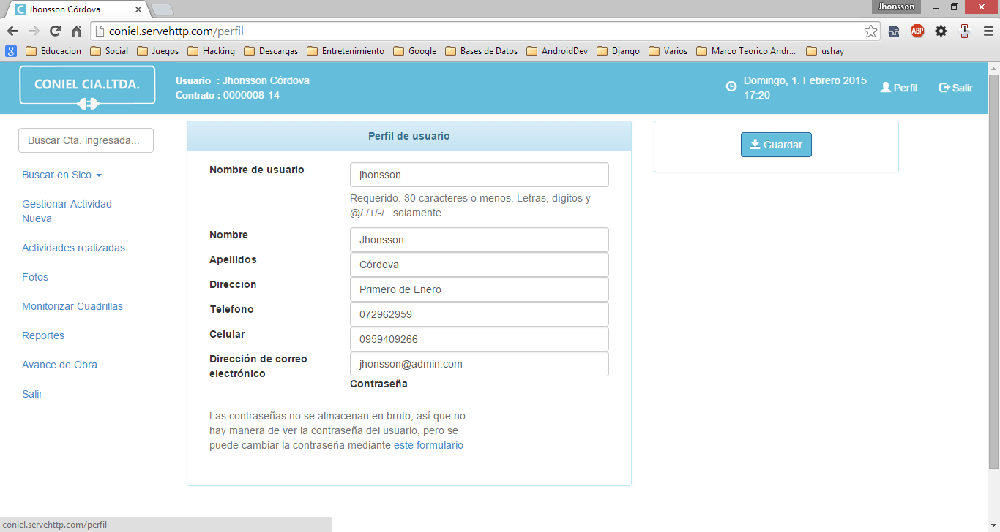 Jhonsson Córdova
Jhonsson
coniel.servehttp.com/perfil
ABP
8 Educacion Social Juegos Hacking Descargas Entretenimiento Google Bases de Datos AndroidDev Django Varios Marco Teorico Andr... ushay
CONIEL CIA.LTDA.
Usuario : Jhonsson Córdova
Contrato : 0000008-14
Domingo, 1. Febrero 2015
17:20
Perfil
Salir
Buscar Cta. ingresada...
Buscar en Sico
Gestionar Actividad
Nueva
Actividades realizadas
Fotos
Monitorizar Cuadrillas
Reportes
Avance de Obra
Salir
Perfil de usuario
Nombre de usuario jhonsson
Requerido. 30 caracteres o menos. Letras, dígitos y
@/./+/-/_ solamente.
Nombre Jhonsson
Apellidos Córdova
Direccion Primero de Enero
Telefono 072962959
Celular 0959409266
Dirección de correo
electrónico
jhonsson@admin.com
Contraseña
Las contraseñas no se almacenan en bruto, así que no
hay manera de ver la contraseña del usuario, pero se
puede cambiar la contraseña mediante este formulario
.
Guardar
coniel.servehttp.com/perfil